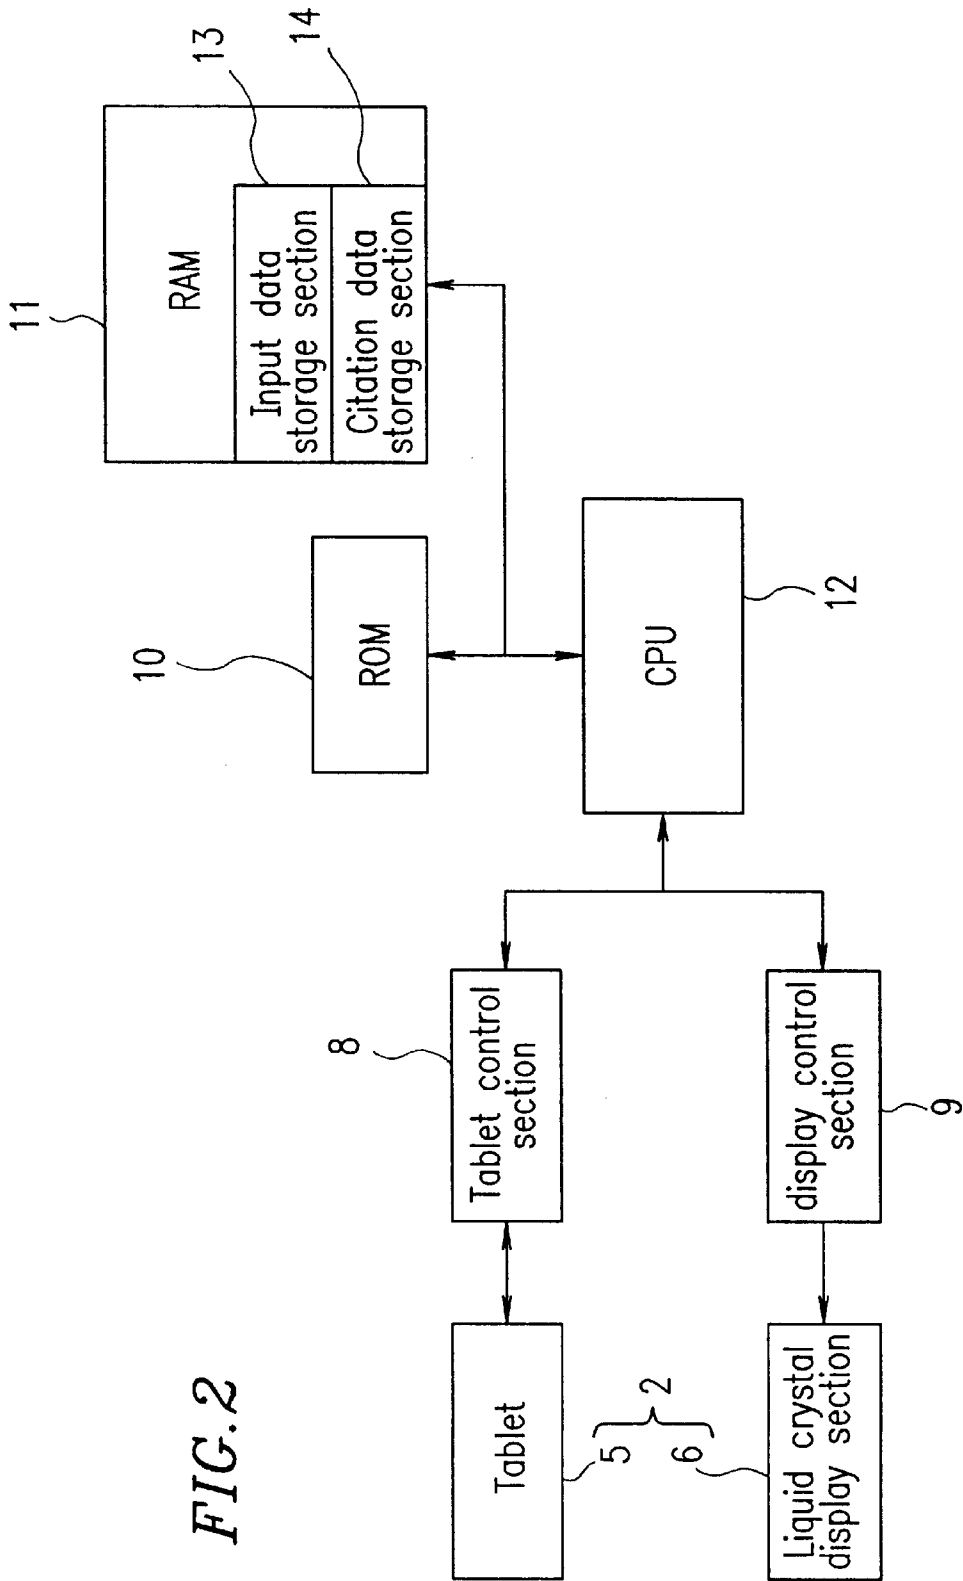 FIG.2
11
RAM
13
Input data
storage section
14
Citation data
storage section
10
ROM
12
CPU
8
Tablet control
section
display control
section
9
Tablet
5
2
6
Liquid crystal
display section